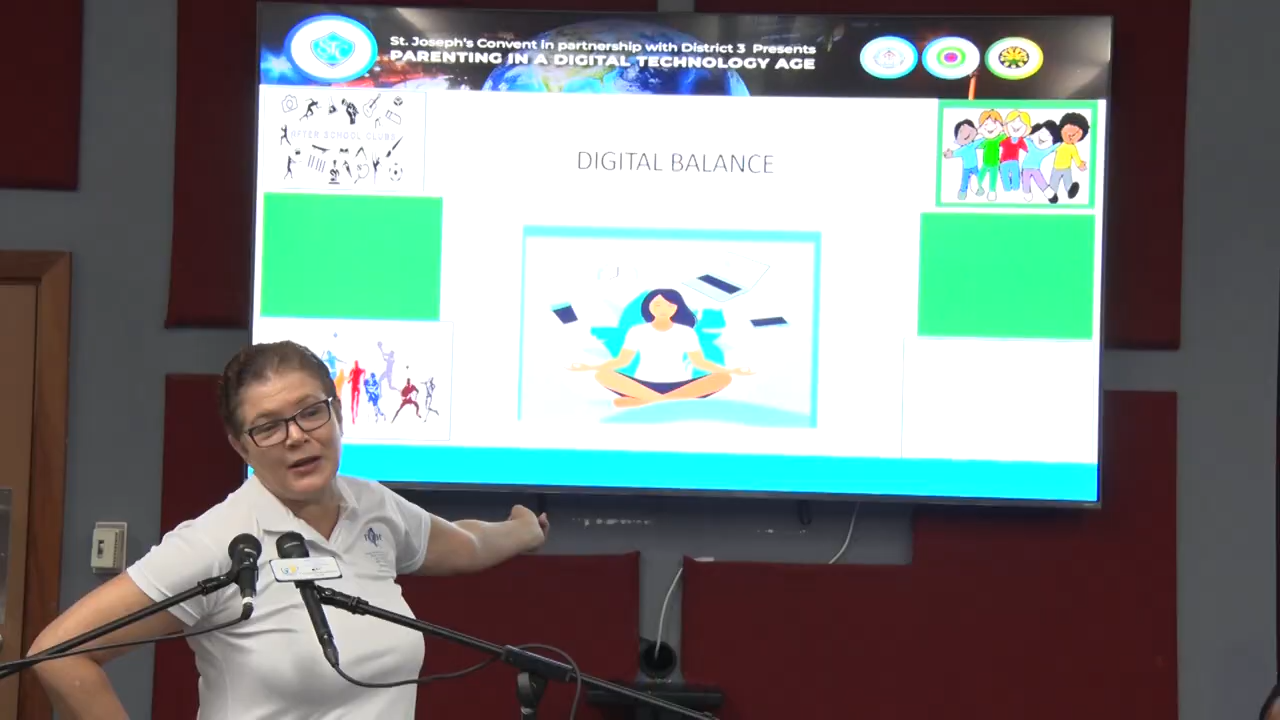 St. Joseph's Convent in partnership with District 3 Presents
PARENTING IN A DIGITAL TECHNOLOGY AGE
AFTER SCHOOL CLUBS
DIGITAL BALANCE